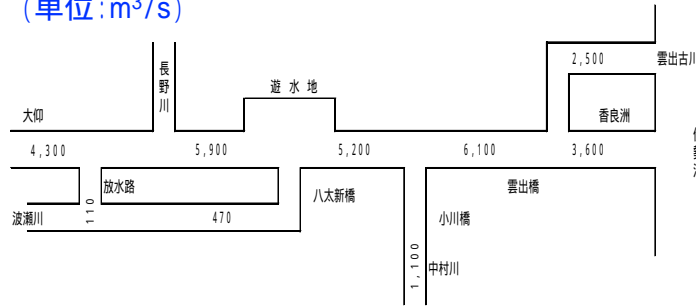 (単位:m³/s)
2,500
雲出古川
長野川
遊水地
大仰
香良洲
4,300
5,900
5,200
6,100
3,600
放水路
八太新橋
雲出橋
110
波瀬川
470
小川橋
1,100
中村川